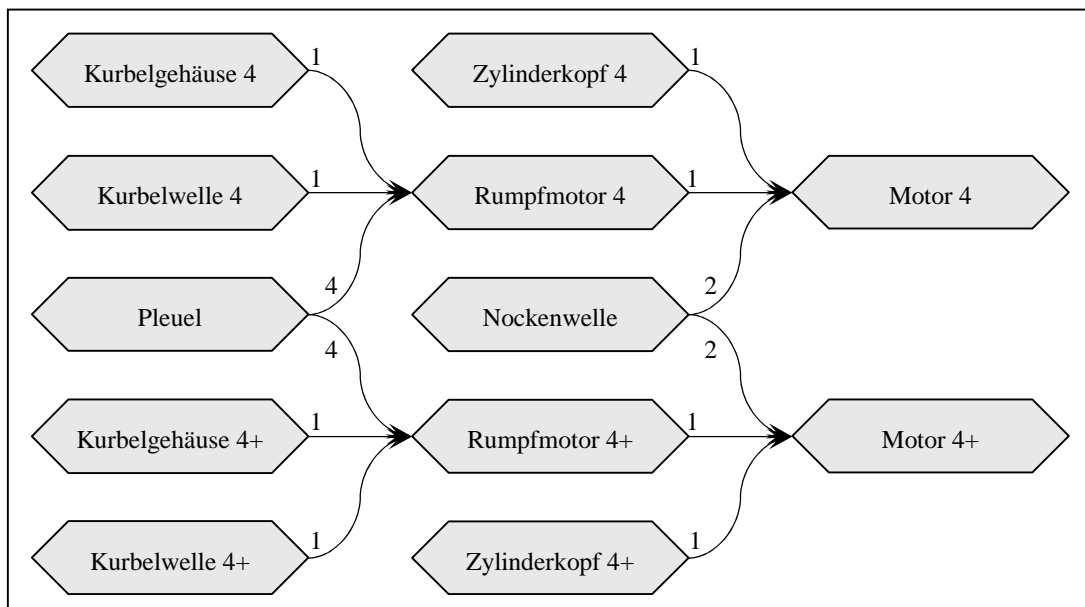 Kurbelgehäuse 4
1
Zylinderkopf 4
1
Kurbelwelle 4
1
Rumpfmotor 4
1
Motor 4
Pleuel
4
4
Nockenwelle
2
2
Kurbelgehäuse 4+
1
Rumpfmotor 4+
1
Motor 4+
Kurbelwelle 4+
1
Zylinderkopf 4+
1